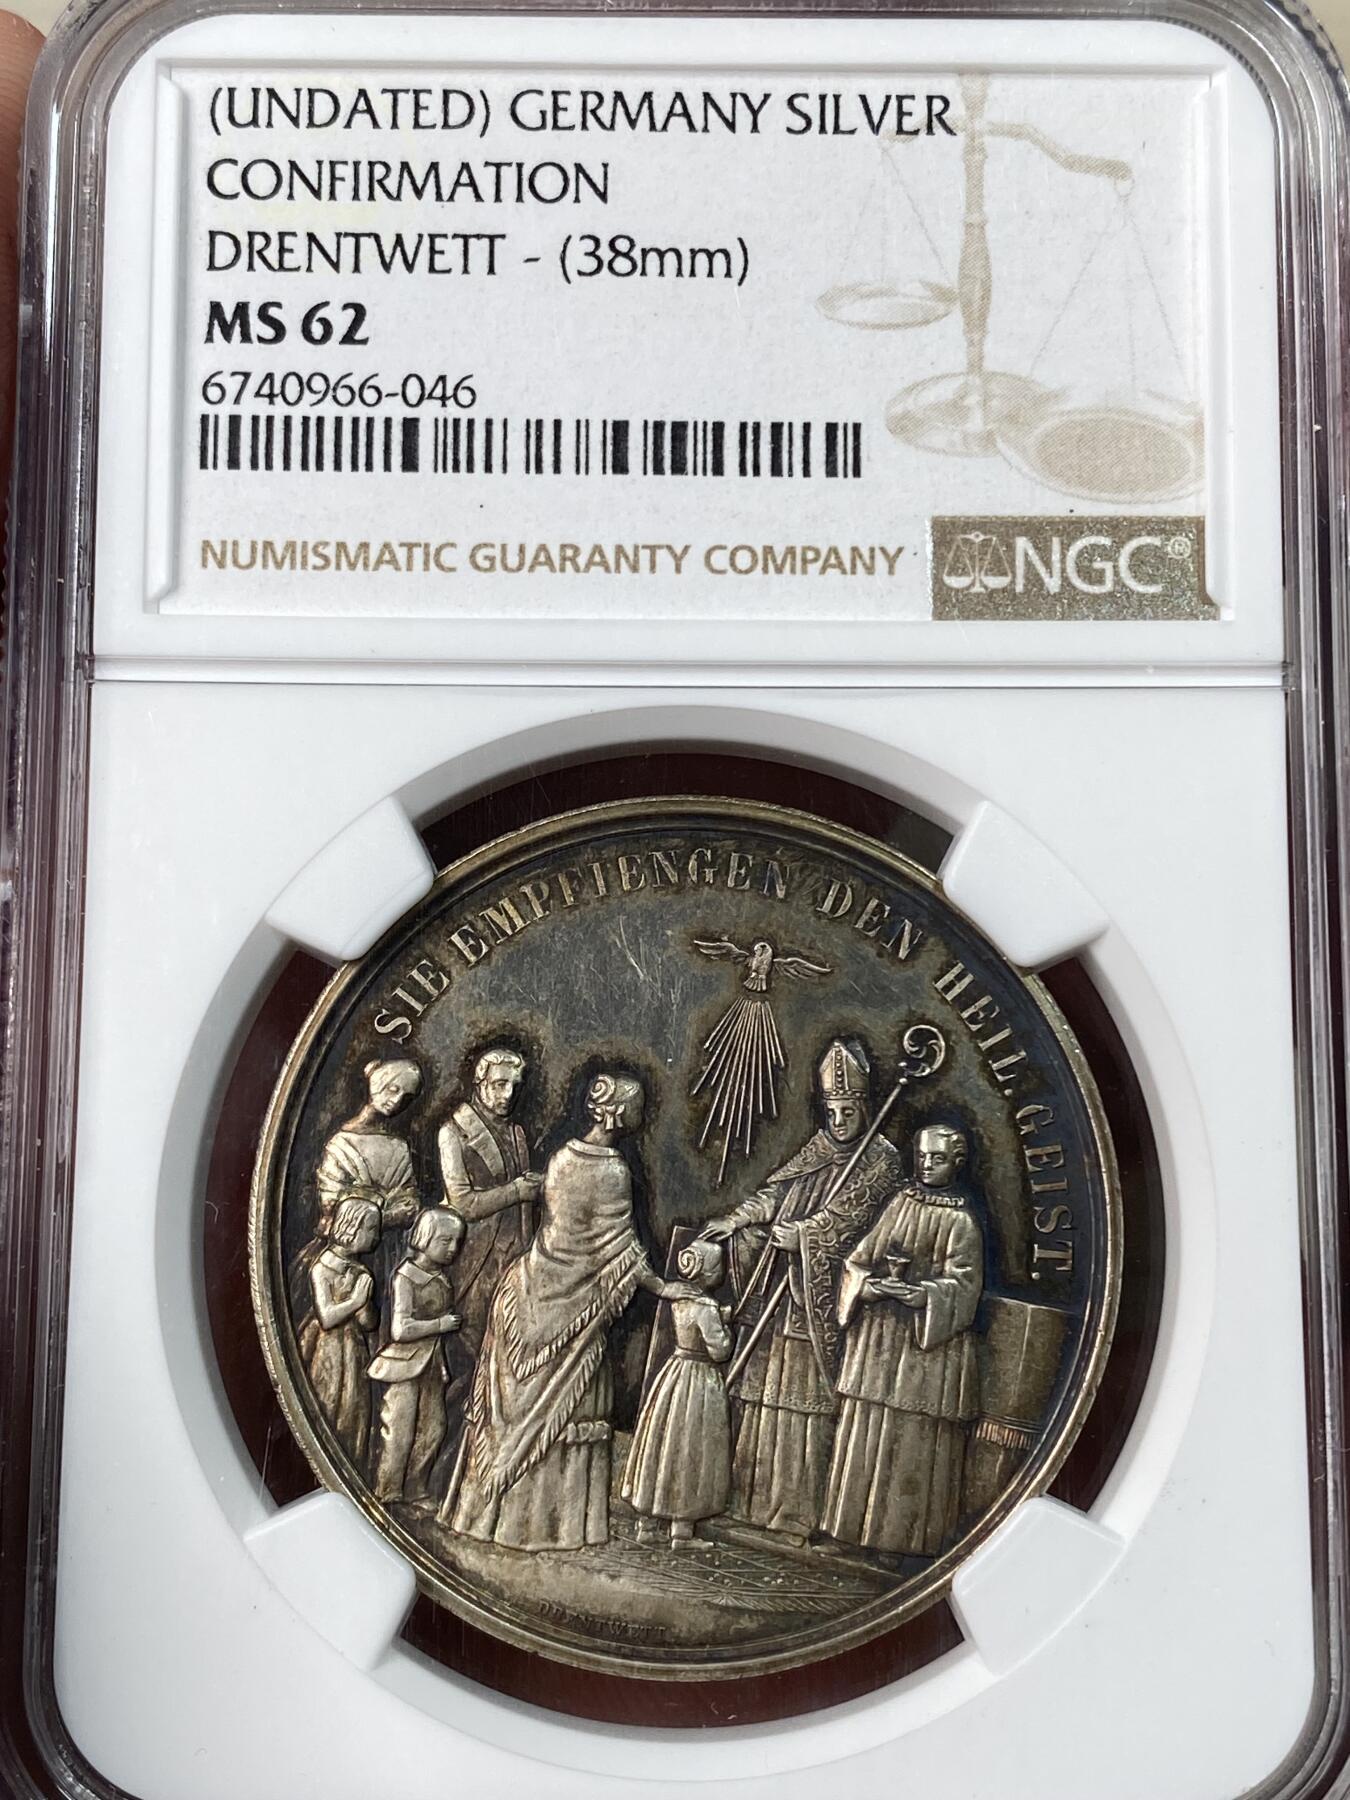 (UNDATED) GERMANY SILVER
CONFIRMATION
DRENTWETT - (38mm)
MS 62
6740966-046
NUMISMATIC GUARANTY COMPANY
NGC®
SIE EMPFIENGEN DEN HEIL. GEIST.
DRENTWETT